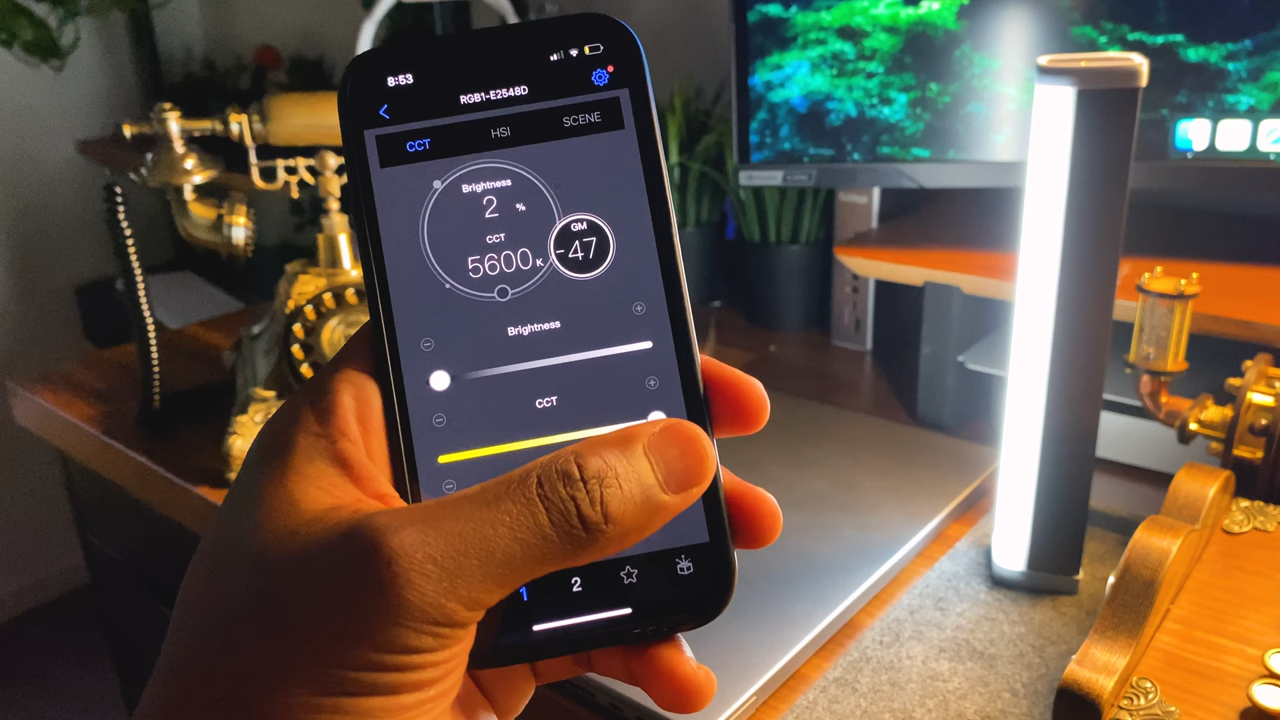 8:53
RGB1-E2548D
CCT HSI SCENE
Brightness
2 %
CCT
5600 K
GM
-47
Brightness
CCT
1 2